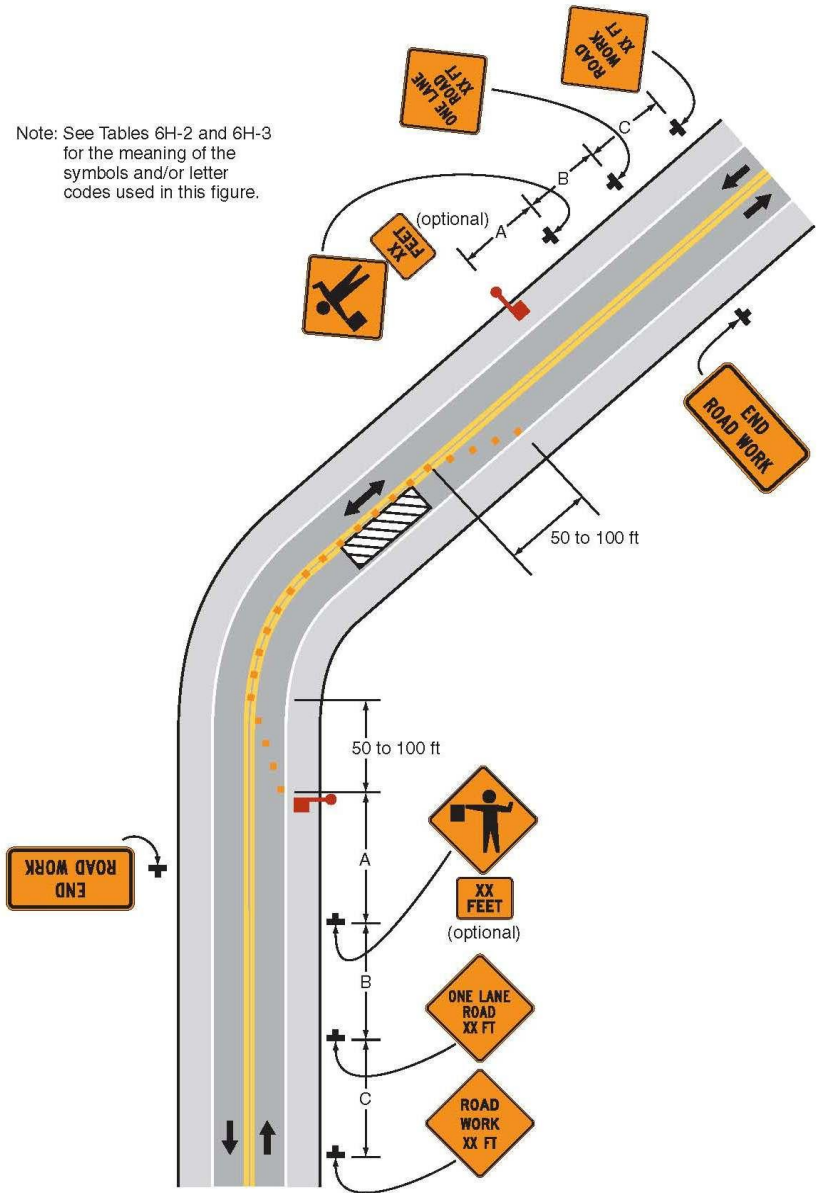 ROAD
WORK
XX FT
ONE LANE
ROAD
XX FT
Note: See Tables 6H-2 and 6H-3
for the meaning of the
symbols and/or letter
codes used in this figure.
C
B
(optional)
A
XX
FEET
END
ROAD WORK
50 to 100 ft
50 to 100 ft
A
END
ROAD WORK
XX
FEET
(optional)
B
ONE LANE
ROAD
XX FT
C
ROAD
WORK
XX FT